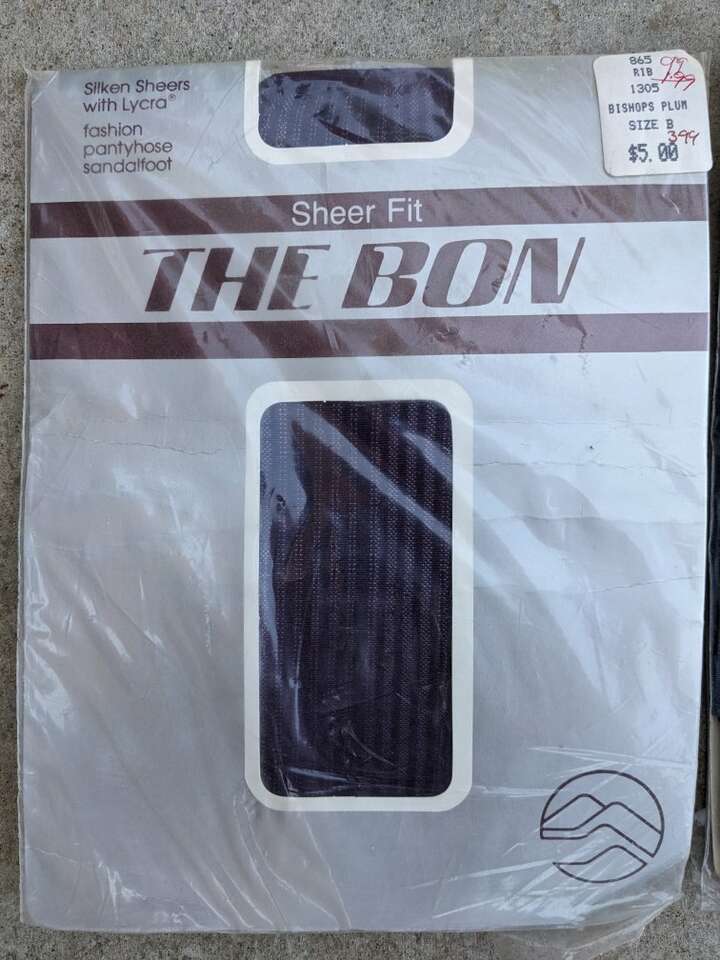 Silken Sheers
with Lycra®
fashion
pantyhose
sandalfoot
865
RIB
1305
BISHOPS PLUM
SIZE B
399
$5.00
Sheer Fit
THE BON